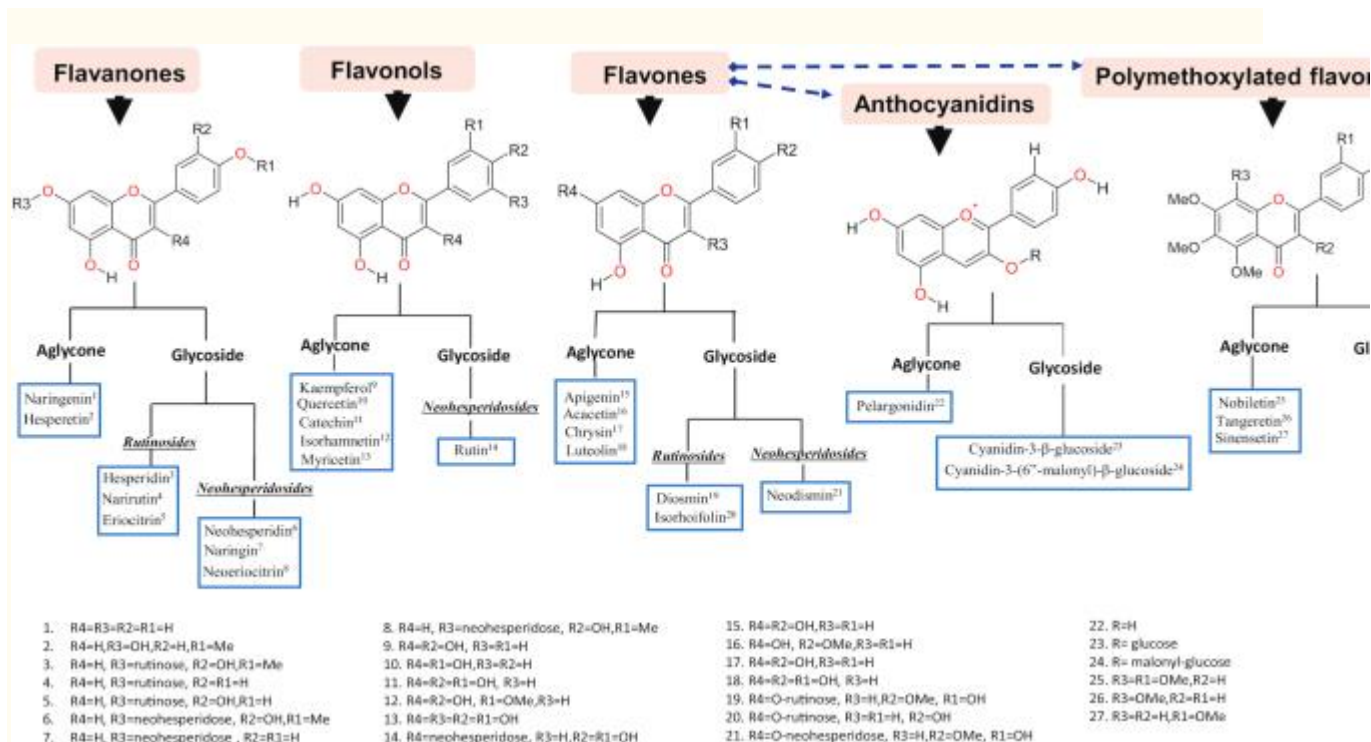 Flavanones
Flavonols
Flavones
Anthocyanidins
Polymethoxylated flavor
R2
O
R1
R3
O
O
R4
O
H
O
R1
R2
R3
H
O
O
R4
O
H
O
R1
R2
R4
O
R3
O
H
O
H
O
H
H
O
O+
O
R
O
H
R1
R3
MeO
O
MeO
R2
OMe
O
Aglycone
Glycoside
Naringenin1
Hesperetin2
Rutinosides
Hesperidin3
Narirutin4
Eriocitrin5
Neohesperidosides
Neohesperidin6
Naringin7
Neoeriocitrin8
Aglycone
Glycoside
Kaempferol9
Quercetin10
Catechin11
Isorhamnetin12
Myricetin13
Neohesperidosides
Rutin14
Aglycone
Glycoside
Apigenin15
Acacetin16
Chrysin17
Luteolin18
Rutinosides
Diosmin19
Isorhoifolin20
Neohesperidosides
Neodismin21
Aglycone
Glycoside
Pelargonidin22
Cyanidin-3-β-glucoside23
Cyanidin-3-(6"-malonyl)-β-glucoside24
Aglycone
Gl
Nobiletin25
Tangeretin26
Sinensetin27
1. R4=R3=R2=R1=H
2. R4=H,R3=OH,R2=H,R1=Me
3. R4=H, R3=rutinose, R2=OH,R1=Me
4. R4=H, R3=rutinose, R2=R1=H
5. R4=H, R3=rutinose, R2=OH,R1=H
6. R4=H, R3=neohesperidose, R2=OH,R1=Me
7. R4=H, R3=neohesperidose , R2=R1=H
8. R4=H, R3=neohesperidose, R2=OH,R1=Me
9. R4=R2=OH, R3=R1=H
10. R4=R1=OH,R3=R2=H
11. R4=R2=R1=OH, R3=H
12. R4=R2=OH, R1=OMe,R3=H
13. R4=R3=R2=R1=OH
14. R4=neohesperidose, R3=H,R2=R1=OH
15. R4=R2=OH,R3=R1=H
16. R4=OH, R2=OMe,R3=R1=H
17. R4=R2=OH,R3=R1=H
18. R4=R2=R1=OH, R3=H
19. R4=O-rutinose, R3=H,R2=OMe, R1=OH
20. R4=O-rutinose, R3=R1=H, R2=OH
21. R4=O-neohesperidose, R3=H,R2=OMe, R1=OH
22. R=H
23. R= glucose
24. R= malonyl-glucose
25. R3=R1=OMe,R2=H
26. R3=OMe,R2=R1=H
27. R3=R2=H,R1=OMe